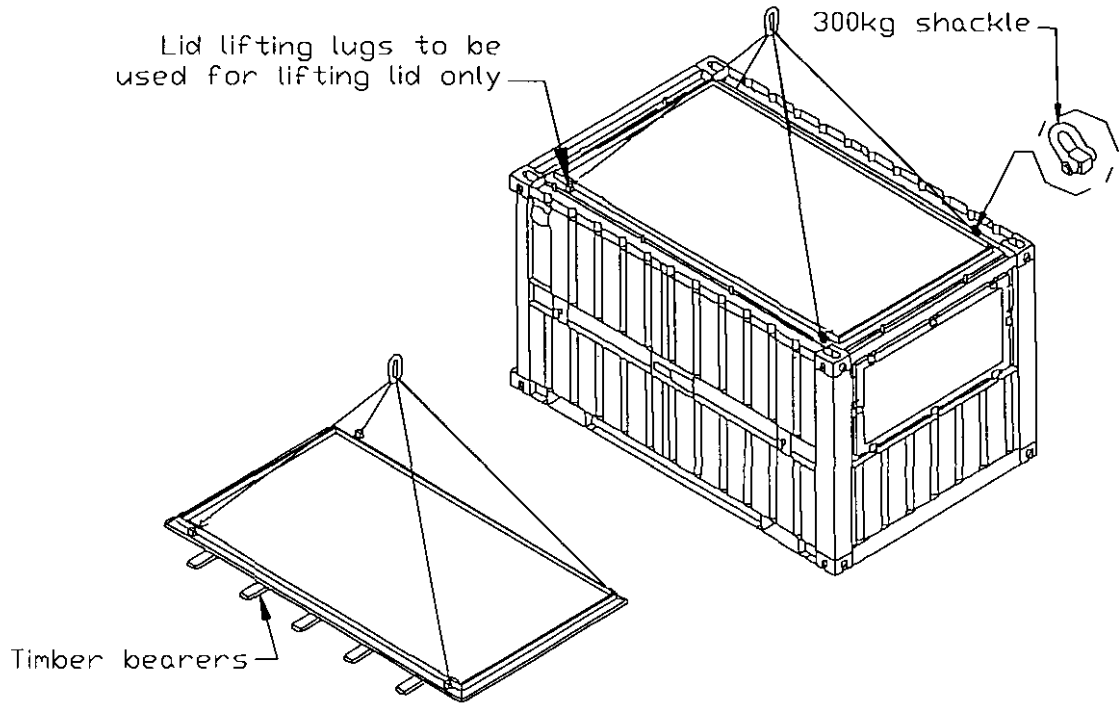 Lid lifting lugs to be
used for lifting lid only
300kg shackle
Timber bearers